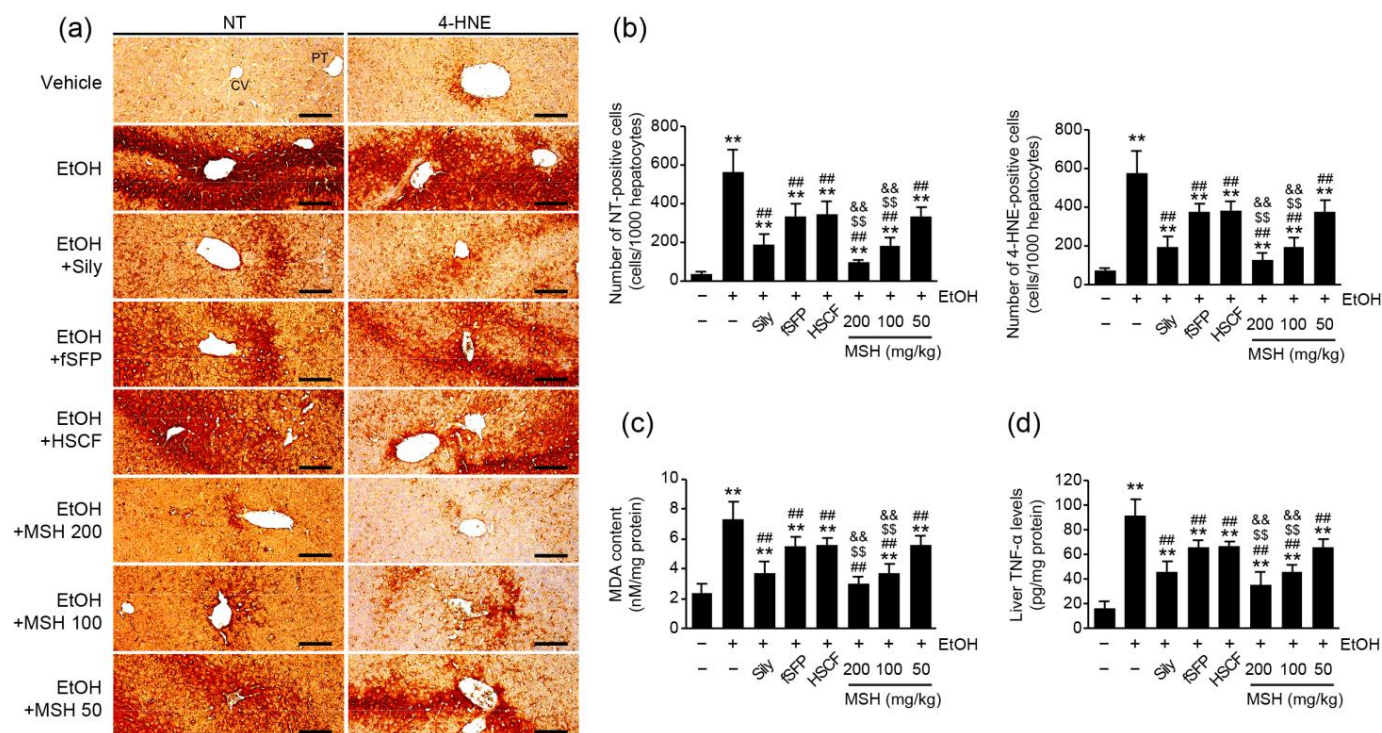 (a)
NT
4-HNE
Vehicle
CV
PT
EtOH
EtOH
+Sily
EtOH
+fSFP
EtOH
+HSCF
EtOH
+MSH 200
EtOH
+MSH 100
EtOH
+MSH 50
(b)
Number of NT-positive cells
(cells/1000 hepatocytes)
800
600
400
200
0
**
##
**
##
**
##
**
&&
$$
##
**
&&
$$
##
**
##
**
− + + + + + + + EtOH
− − Sily fSFP HSCF 200 100 50
MSH (mg/kg)
Number of 4-HNE-positive cells
(cells/1000 hepatocytes)
800
600
400
200
0
**
##
**
##
**
##
**
&&
$$
##
**
&&
$$
##
**
##
**
− + + + + + + + EtOH
− − Sily fSFP HSCF 200 100 50
MSH (mg/kg)
(c)
MDA content
(nM/mg protein)
10
8
6
4
2
0
**
##
**
##
**
##
**
&&
$$
##
&&
$$
##
**
##
**
− + + + + + + + EtOH
− − Sily fSFP HSCF 200 100 50
MSH (mg/kg)
(d)
Liver TNF-α levels
(pg/mg protein)
120
100
80
60
40
20
0
**
##
**
##
**
##
**
&&
$$
##
**
&&
$$
##
**
##
**
− + + + + + + + EtOH
− − Sily fSFP HSCF 200 100 50
MSH (mg/kg)